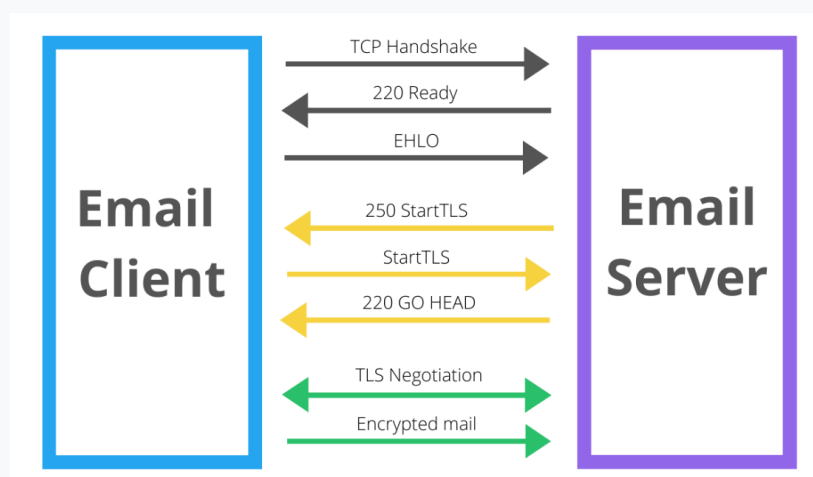 TCP Handshake
220 Ready
EHLO
Email
Client
250 StartTLS
StartTLS
220 GO HEAD
Email
Server
TLS Negotiation
Encrypted mail